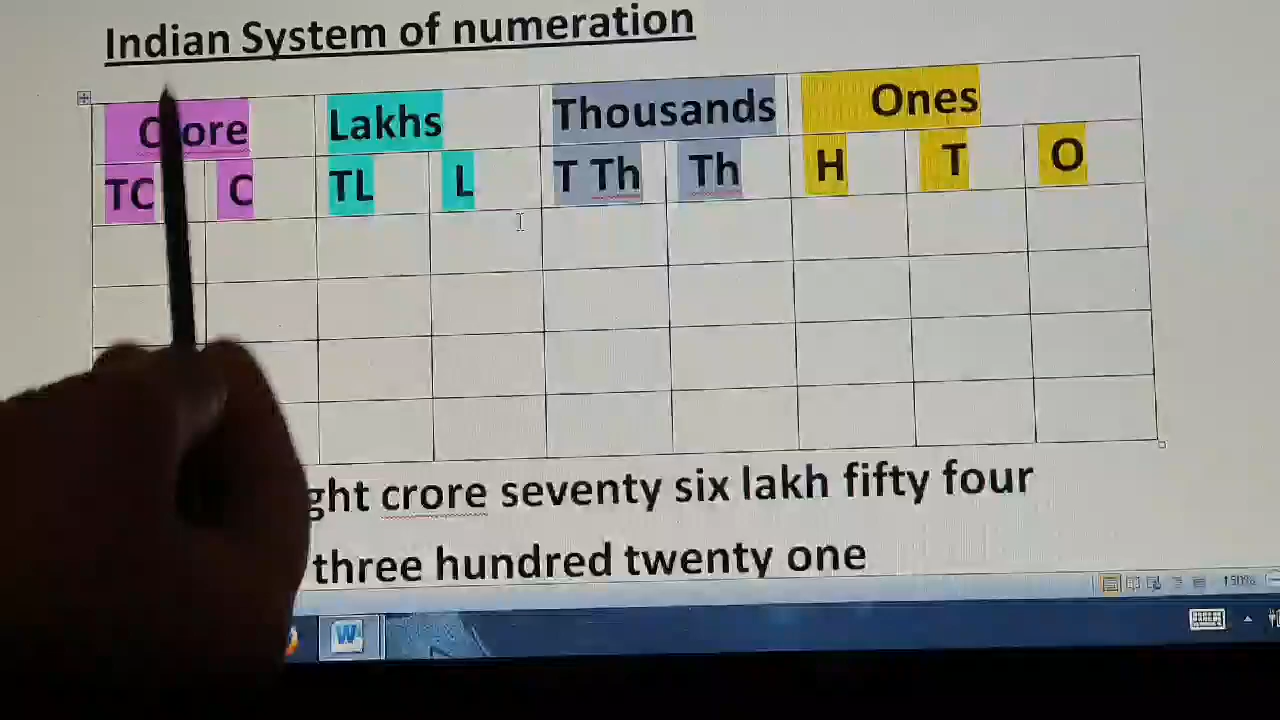 Indian System of numeration
Crore Lakhs Thousands Ones
TC C TL L T Th Th H T O
crore seventy six lakh fifty four
three hundred twenty one